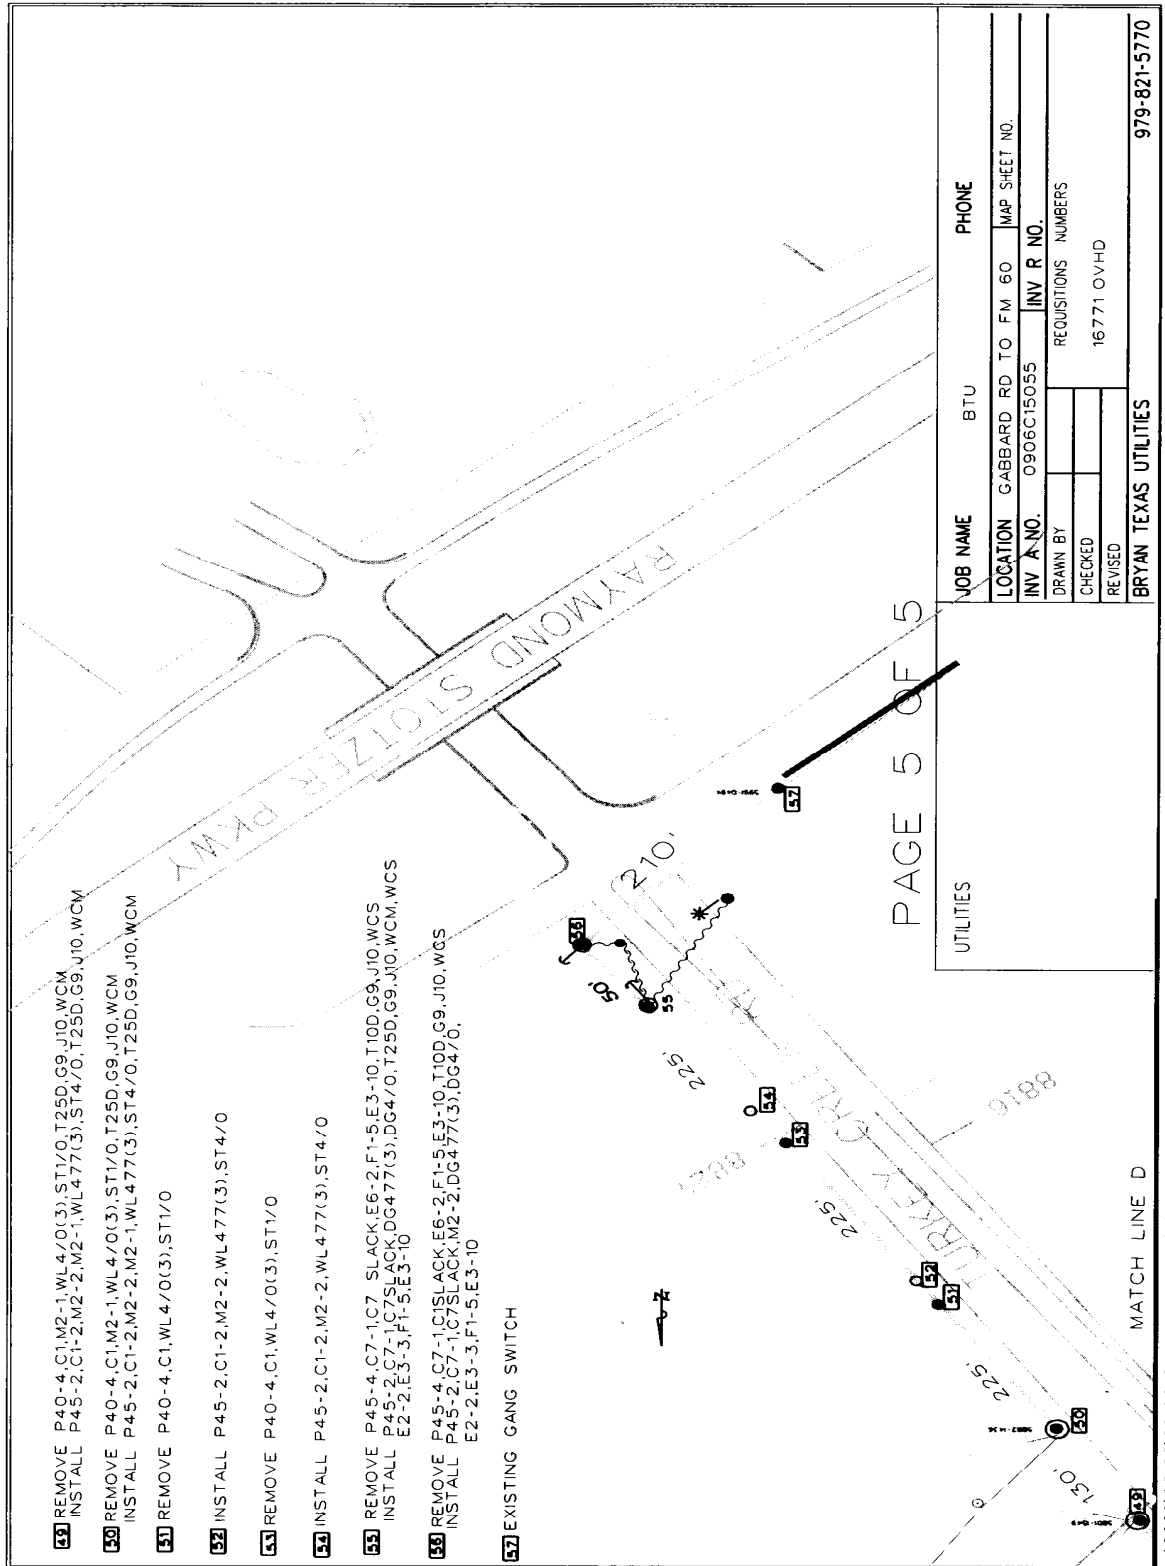 49 REMOVE P40-4,C1,M2-1,WL4/0(3),ST1/0,T25D,G9,J10,WCM
INSTALL P45-2,C1-2,M2-2,M2-1,WL477(3),ST4/0,T25D,G9,J10,WCM
50 REMOVE P40-4,C1,M2-1,WL4/0(3),ST1/0,T25D,G9,J10,WCM
INSTALL P45-2,C1-2,M2-2,M2-1,WL477(3),ST4/0,T25D,G9,J10,WCM
51 REMOVE P40-4,C1,WL4/0(3),ST1/0
52 INSTALL P45-2,C1-2,M2-2,WL477(3),ST4/0
53 REMOVE P40-4,C1,WL4/0(3),ST1/0
54 INSTALL P45-2,C1-2,M2-2,WL477(3),ST4/0
55 REMOVE P45-4,C7-1,C7 SLACK,E6-2,F1-5,E3-10,T10D,G9,J10,WCS
INSTALL P45-2,C7-1,C7SLACK,DG477(3),DG4/0,T25D,G9,J10,WCM,WCS
E2-2,E3-3,F1-5,E3-10
56 REMOVE P45-4,C7-1,C1SLACK,E6-2,F1-5,E3-10,T10D,G9,J10,WCS
INSTALL P45-2,C7-1,C7SLACK,M2-2,DG477(3),DG4/0,
E2-2,E3-3,F1-5,E3-10
57 EXISTING GANG SWITCH
RAYMOND STOTZER PKWY
210'
56
50'
55
57
225'
54
53
8816
225'
52
51
225'
50
130'
49
N
MATCH LINE D
PAGE 5 OF 5
UTILITIES
JOB NAME BTU PHONE
LOCATION GABBARD RD TO FM 60 MAP SHEET NO.
INV A NO. 0906C15055 INV R NO.
DRAWN BY REQUISITIONS NUMBERS
CHECKED
16771 OVHD
REVISED
BRYAN TEXAS UTILITIES 979-821-5770